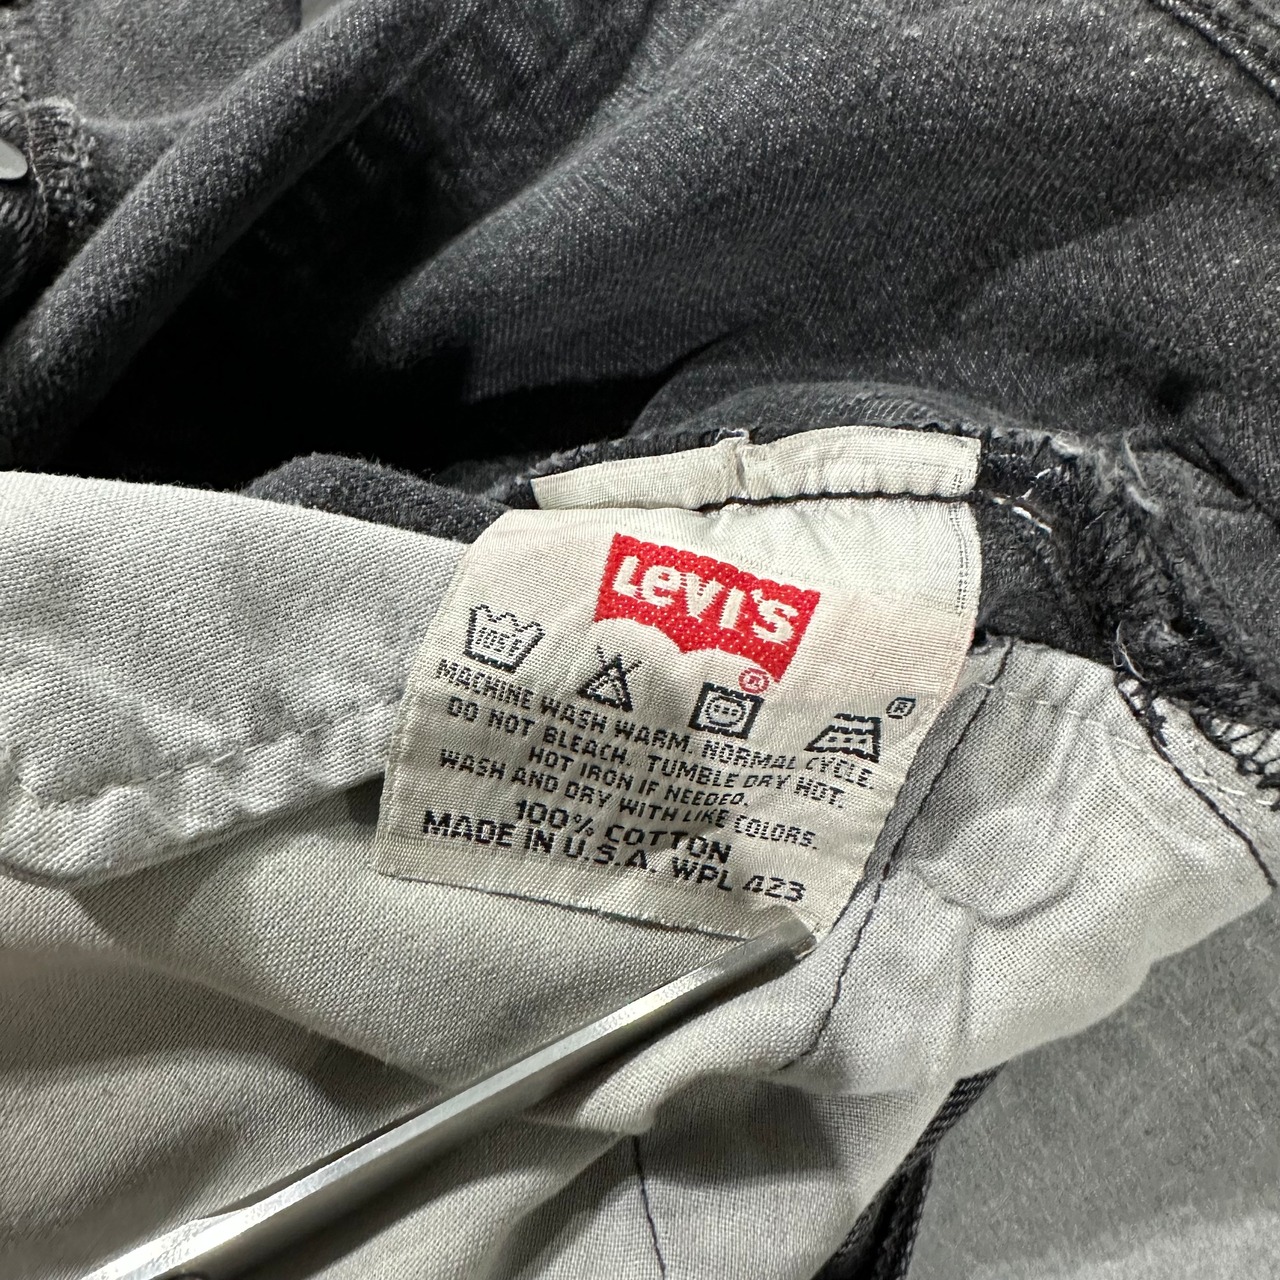 LEVI'S
®
105F
®
MACHINE WASH WARM. NORMAL CYCLE.
DO NOT BLEACH. TUMBLE DRY HOT.
HOT IRON IF NEEDED.
WASH AND DRY WITH LIKE COLORS.
100% COTTON
MADE IN U.S.A. WPL 423